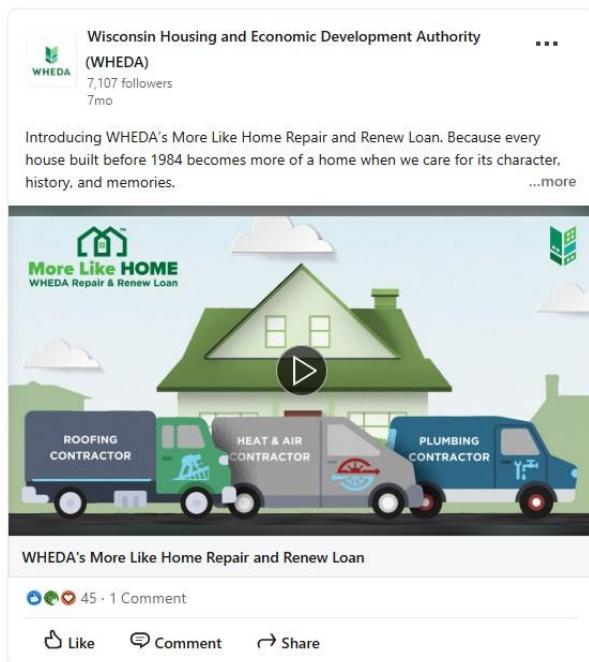 Wisconsin Housing and Economic Development Authority
(WHEDA)
WHEDA
7,107 followers
7mo
Introducing WHEDA's More Like Home Repair and Renew Loan. Because every
house built before 1984 becomes more of a home when we care for its character,
history, and memories.
...more
More Like HOME™
WHEDA Repair & Renew Loan
ROOFING
CONTRACTOR
HEAT & AIR
CONTRACTOR
PLUMBING
CONTRACTOR
WHEDA's More Like Home Repair and Renew Loan
45 · 1 Comment
Like Comment Share